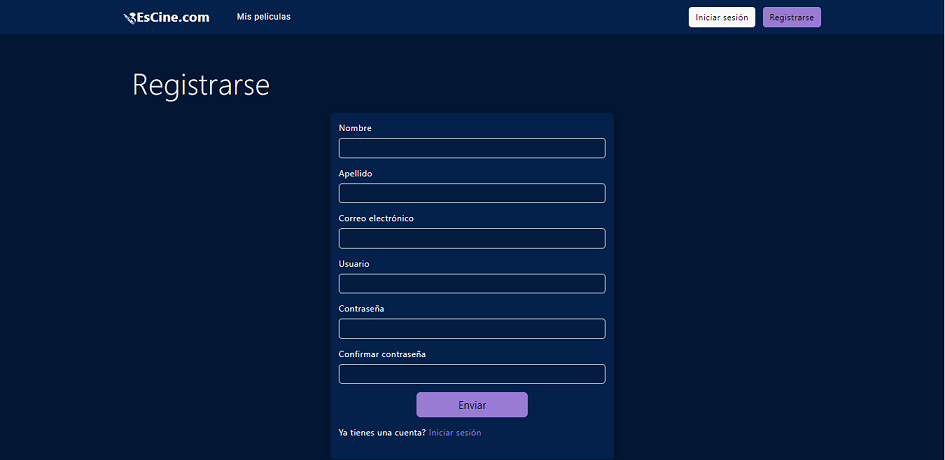 EsCine.com Mis peliculas Iniciar sesión Registrarse
Registrarse
Nombre
Apellido
Correo electrónico
Usuario
Contraseña
Confirmar contraseña
Enviar
Ya tienes una cuenta? Iniciar sesión